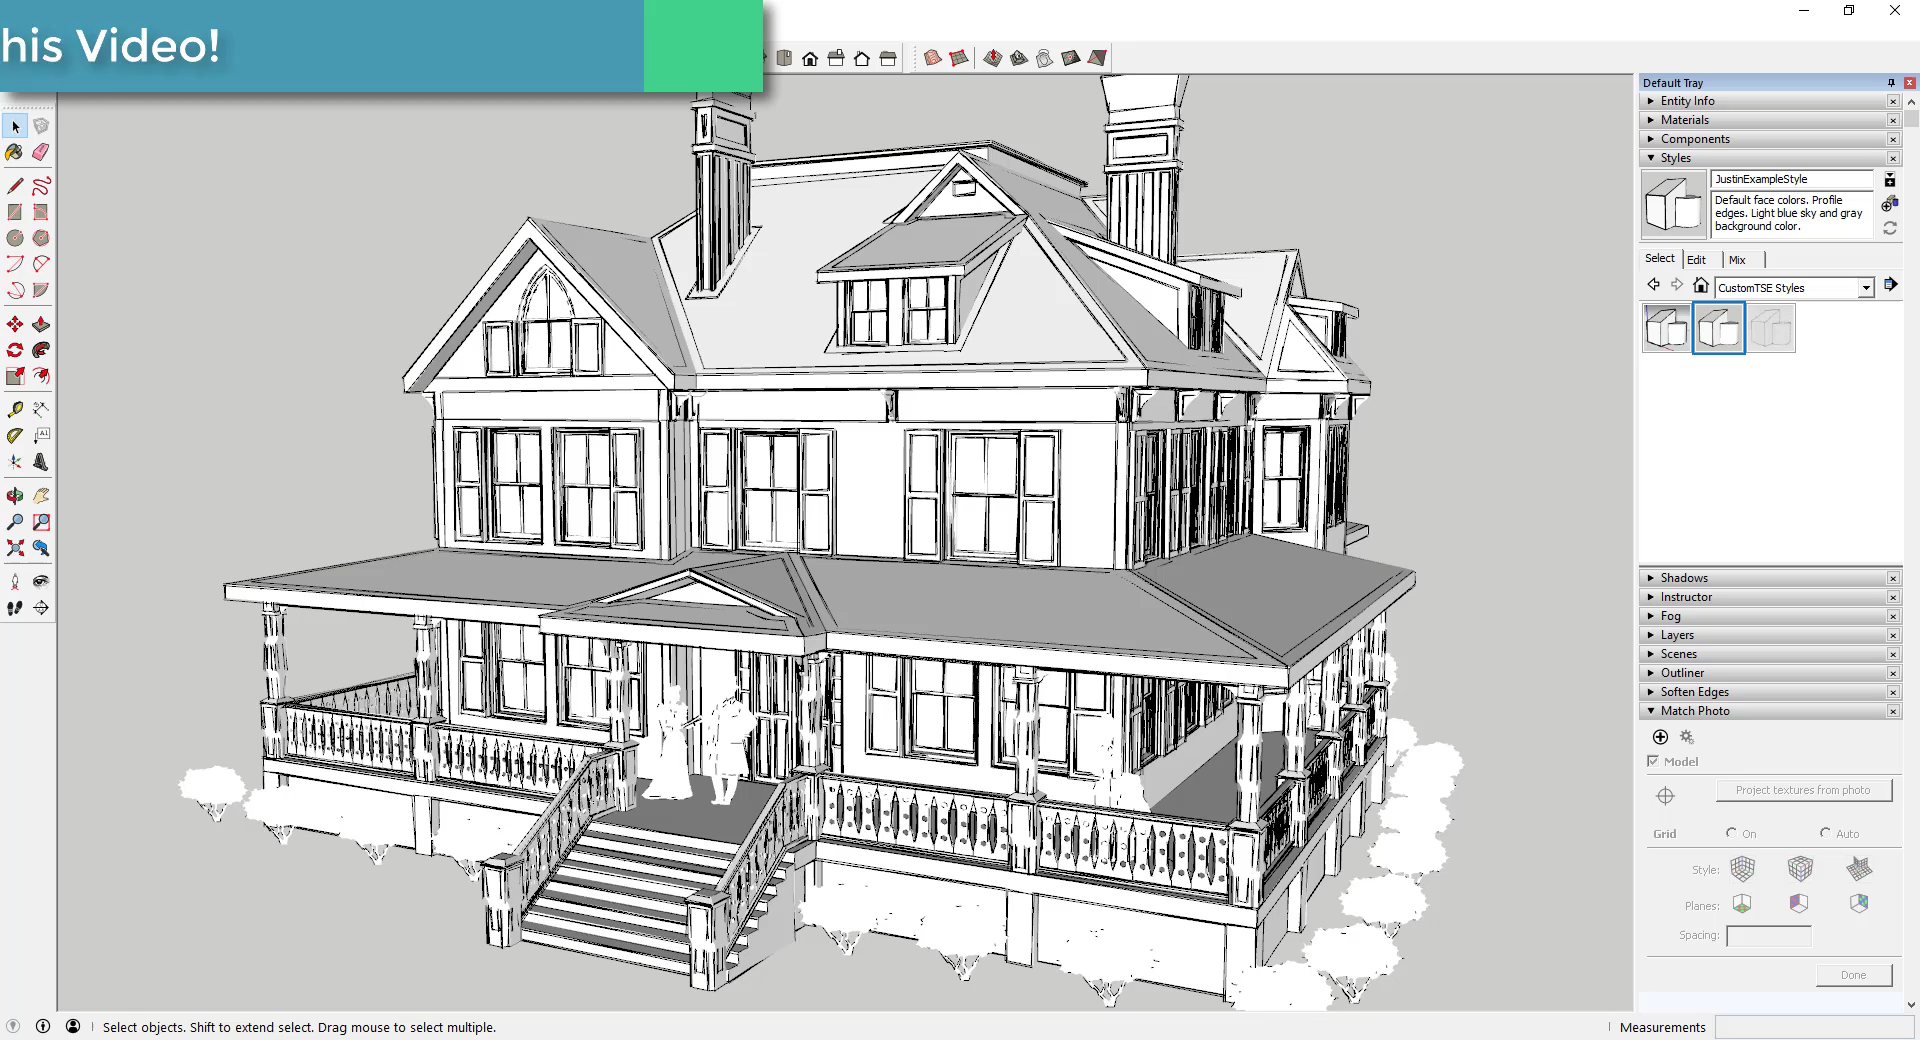 his Video!
Default Tray
Entity Info
Materials
Components
Styles
JustinExampleStyle
Default face colors. Profile
edges. Light blue sky and gray
background color.
Select
Edit
Mix
CustomTSE Styles
Shadows
Instructor
Fog
Layers
Scenes
Outliner
Soften Edges
Match Photo
Model
Project textures from photo
Grid
On
Auto
Style:
Planes:
Spacing:
Done
Select objects. Shift to extend select. Drag mouse to select multiple.
Measurements